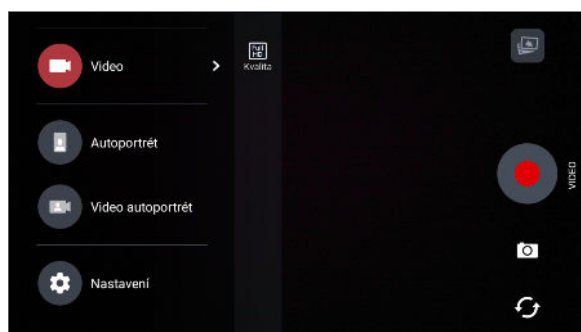 Video
Full
HD
Kvalita
Autoportrét
Video autoportrét
Nastavení
VIDEO